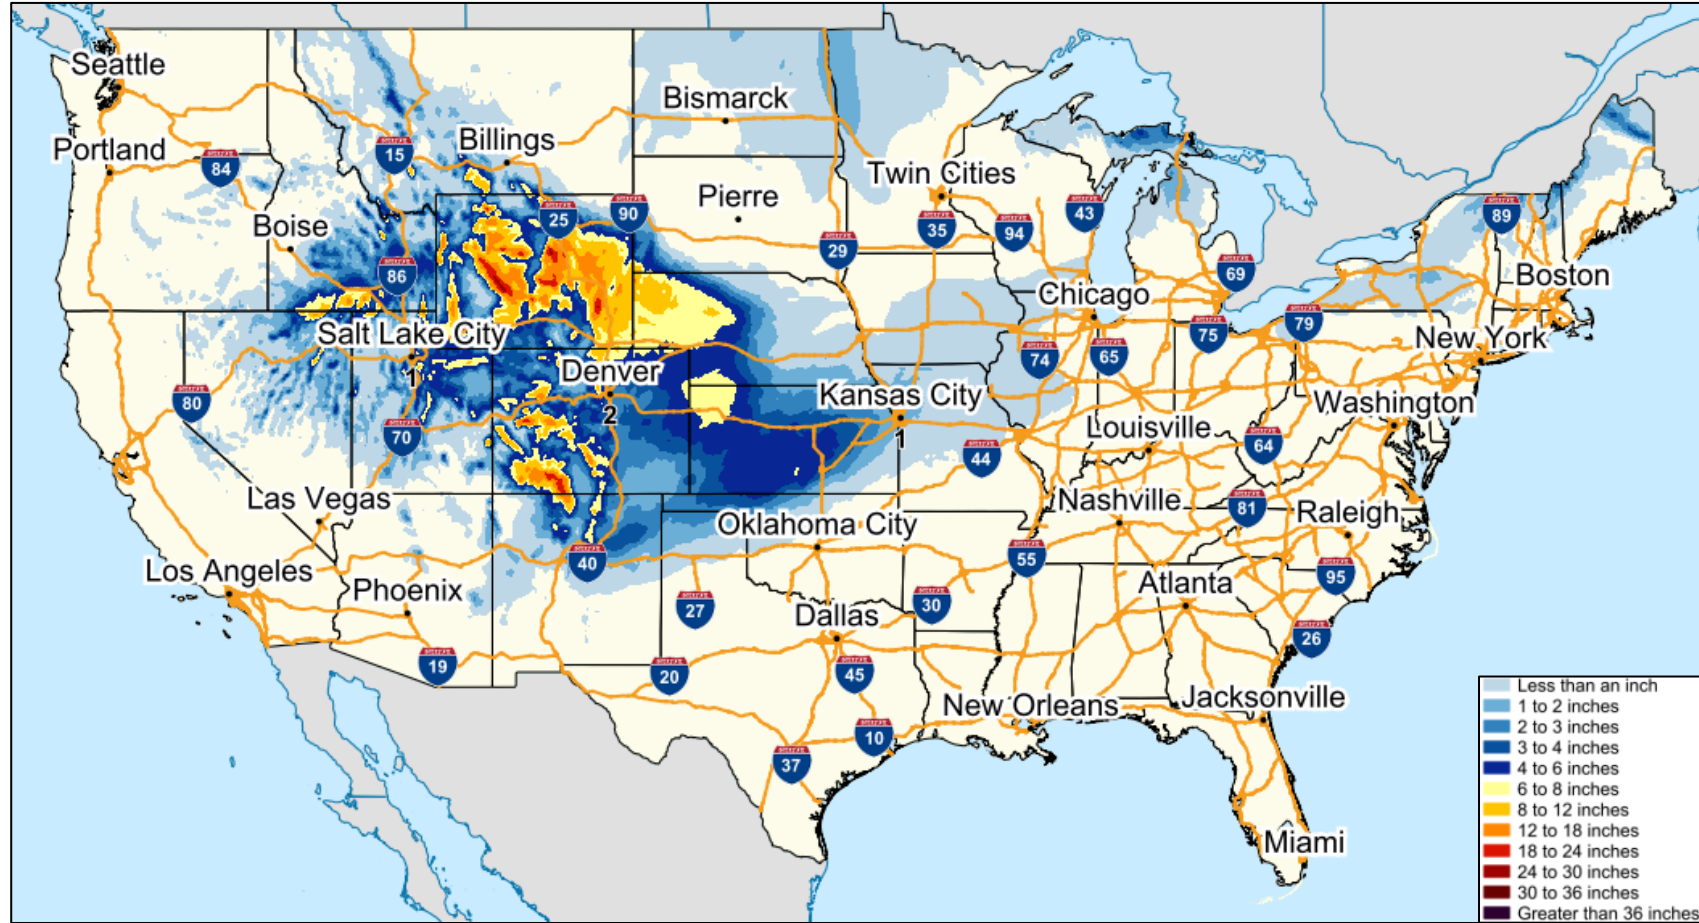 Seattle
Bismarck
Portland
Billings
84
15
Twin Cities
Pierre
25
90
43
89
Boise
35
94
29
86
69
Boston
Chicago
Salt Lake City
79
75
New York
74
65
1
Denver
80
Kansas City
Washington
2
70
1
Louisville
64
44
Las Vegas
Nashville
81
Raleigh
Oklahoma City
40
55
Los Angeles
Phoenix
Atlanta
95
27
30
Dallas
26
19
20
45
New Orleans
Jacksonville
10
37
Miami
Less than an inch
1 to 2 inches
2 to 3 inches
3 to 4 inches
4 to 6 inches
6 to 8 inches
8 to 12 inches
12 to 18 inches
18 to 24 inches
24 to 30 inches
30 to 36 inches
Greater than 36 inches